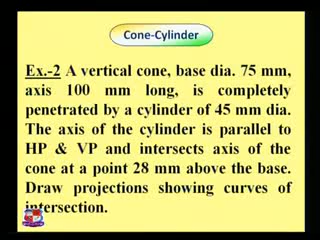 Cone-Cylinder
Ex.-2 A vertical cone, base dia. 75 mm,
axis 100 mm long, is completely
penetrated by a cylinder of 45 mm dia.
The axis of the cylinder is parallel to
HP & VP and intersects axis of the
cone at a point 28 mm above the base.
Draw projections showing curves of
intersection.